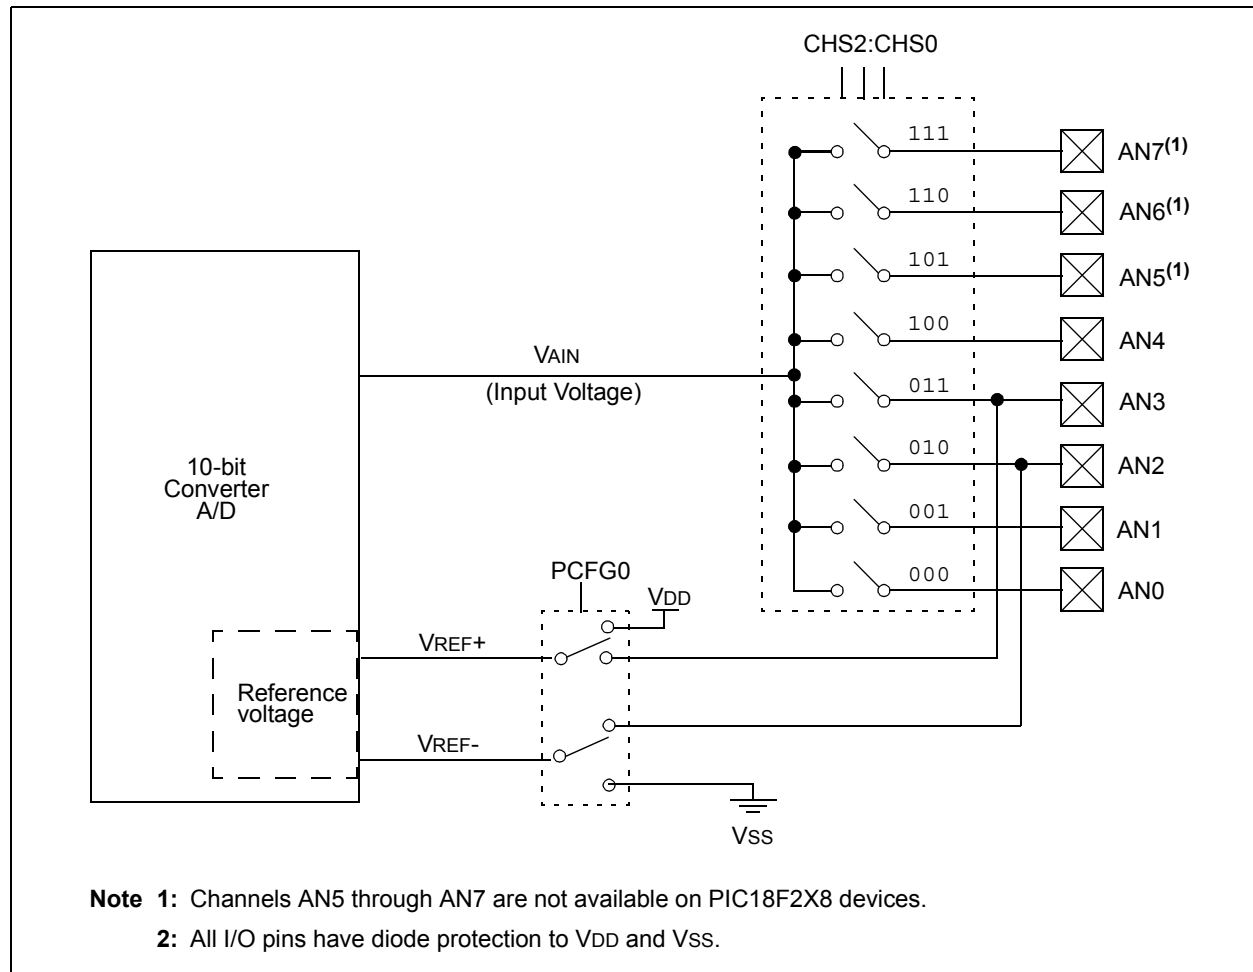 CHS2:CHS0
111
AN7(1)
110
AN6(1)
101
AN5(1)
100
AN4
VAIN
(Input Voltage)
011
AN3
010
AN2
10-bit
Converter
A/D
001
AN1
PCFG0
000
AN0
VDD
VREF+
Reference
voltage
VREF-
VSS
Note 1: Channels AN5 through AN7 are not available on PIC18F2X8 devices.
2: All I/O pins have diode protection to VDD and VSS.